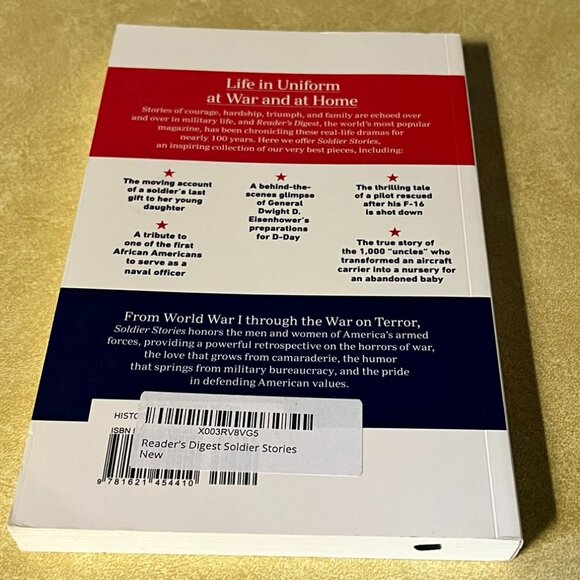 Life in Uniform
at War and at Home
Stories of courage, hardship, triumph, and family are echoed over
and over in military life, and Reader's Digest, the world's most popular
magazine, has been chronicling these real-life dramas for
nearly 100 years. Here we offer Soldier Stories,
an inspiring collection of our very best pieces, including:
The moving account
of a soldier's last
gift to her young
daughter
A behind-the-
scenes glimpse
of General
Dwight D.
Eisenhower's
preparations
for D-Day
The thrilling tale
of a pilot rescued
after his F-16
is shot down
A tribute to
one of the first
African Americans
to serve as a
naval officer
The true story of
the 1,000 "uncles" who
transformed an aircraft
carrier into a nursery for
an abandoned baby
From World War I through the War on Terror,
Soldier Stories honors the men and women of America's armed
forces, providing a powerful retrospective on the horrors of war,
the love that grows from camaraderie, the humor
that springs from military bureaucracy, and the pride
in defending American values.
HISTO
ISBN
X003RV8VG5
Reader's Digest Soldier Stories
New
9 781621 454410